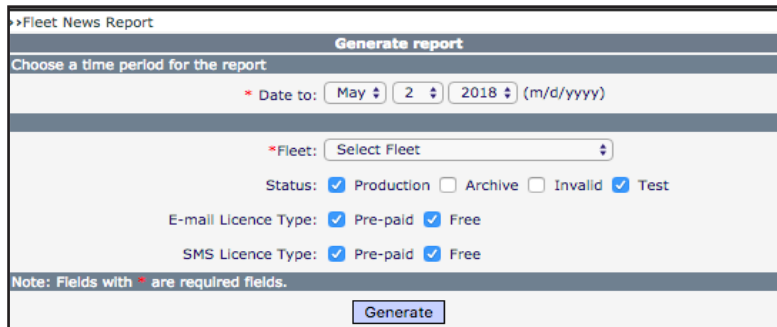 ››Fleet News Report
Generate report
Choose a time period for the report
* Date to: May 2 2018 (m/d/yyyy)
*Fleet: Select Fleet
Status: Production Archive Invalid Test
E-mail Licence Type: Pre-paid Free
SMS Licence Type: Pre-paid Free
Note: Fields with * are required fields.
Generate